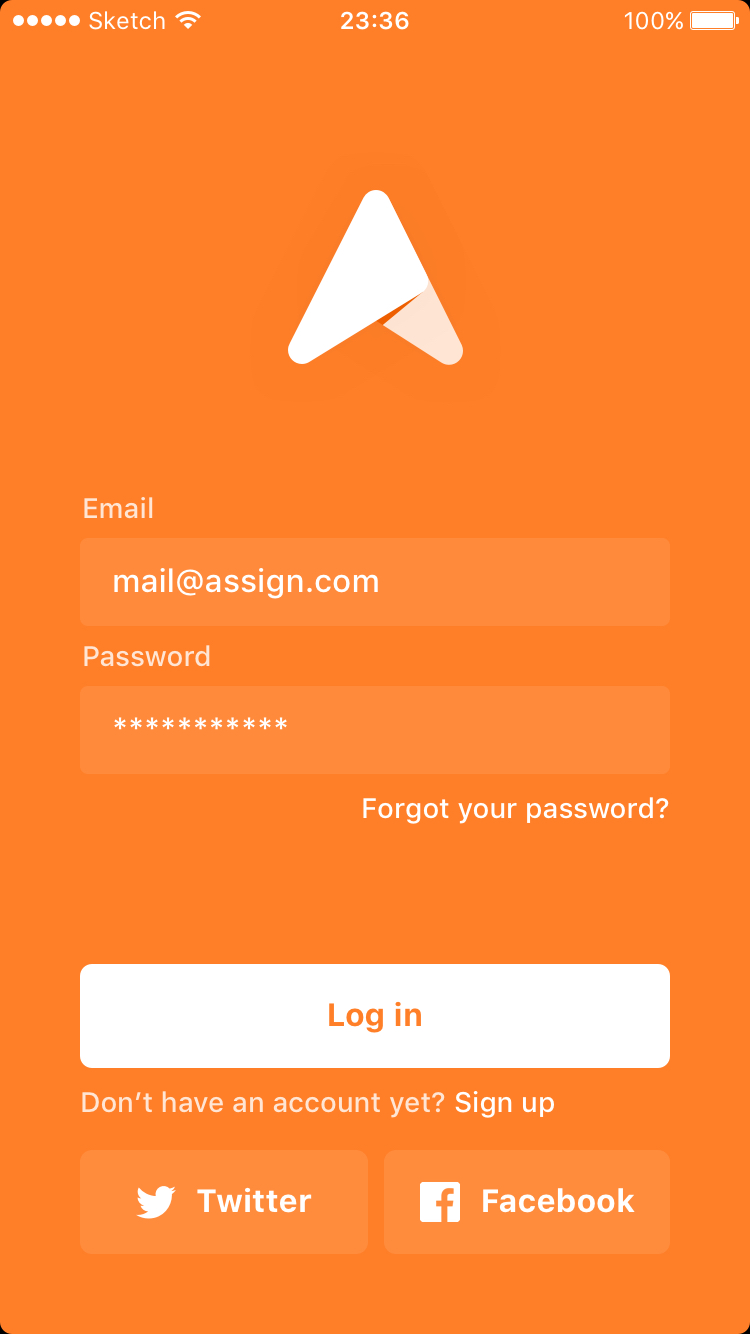 Sketch 23:36 100%
Email
mail@assign.com
Password
***********
Forgot your password?
Log in
Don’t have an account yet? Sign up
Twitter Facebook